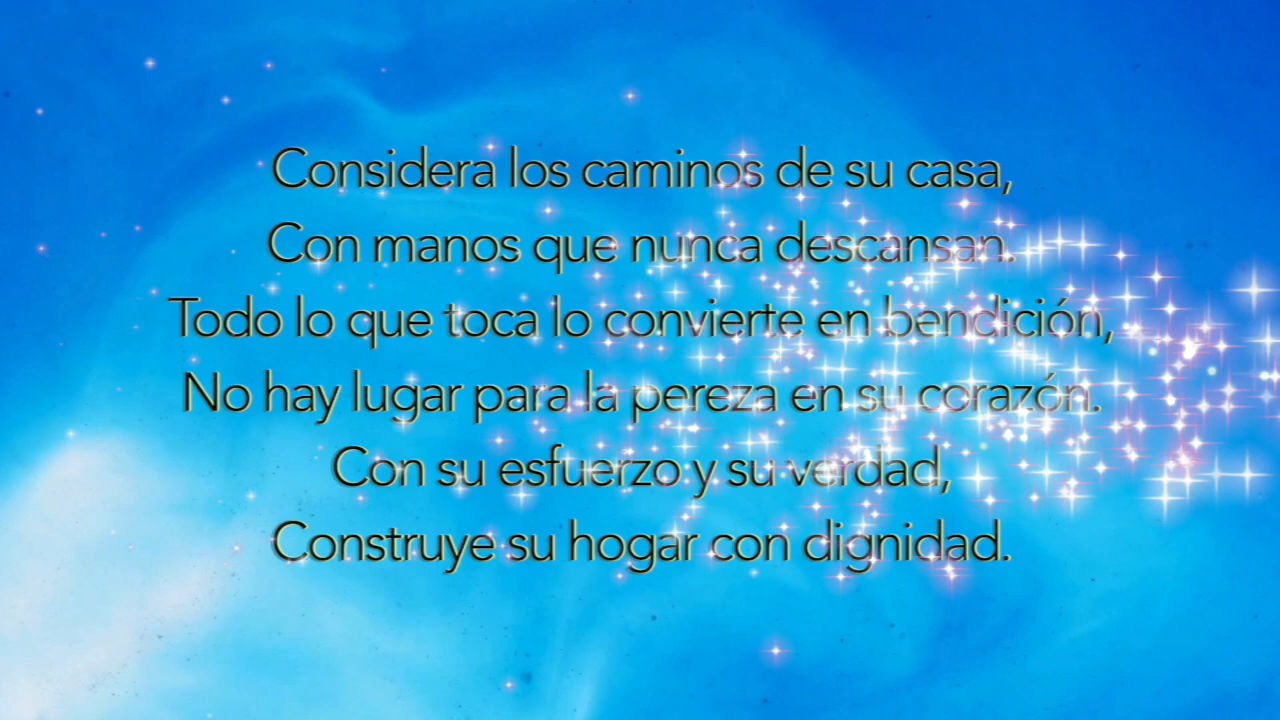 Considera los caminos de su casa,
Con manos que nunca descansan.
Todo lo que toca lo convierte en bendición,
No hay lugar para la pereza en su corazón.
Con su esfuerzo y su verdad,
Construye su hogar con dignidad.